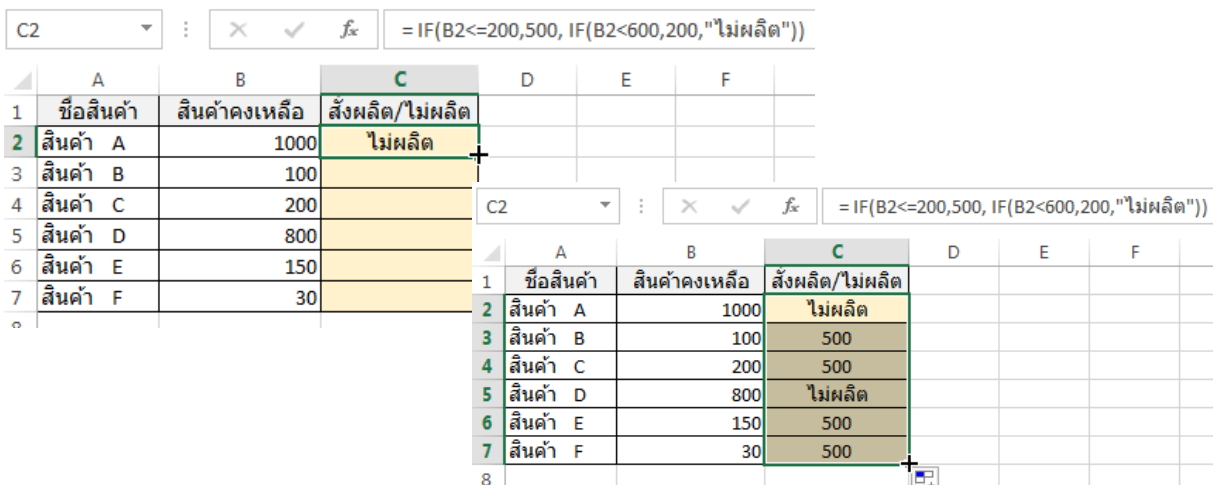 C2 fx = IF(B2<=200,500, IF(B2<600,200,"ไม่ผลิต"))
A B C D E F
1 ชื่อสินค้า สินค้าคงเหลือ สั่งผลิต/ไม่ผลิต
2 สินค้า A 1000 ไม่ผลิต
3 สินค้า B 100
4 สินค้า C 200
5 สินค้า D 800
6 สินค้า E 150
7 สินค้า F 30
C2 fx = IF(B2<=200,500, IF(B2<600,200,"ไม่ผลิต"))
A B C D E F
1 ชื่อสินค้า สินค้าคงเหลือ สั่งผลิต/ไม่ผลิต
2 สินค้า A 1000 ไม่ผลิต
3 สินค้า B 100 500
4 สินค้า C 200 500
5 สินค้า D 800 ไม่ผลิต
6 สินค้า E 150 500
7 สินค้า F 30 500
8